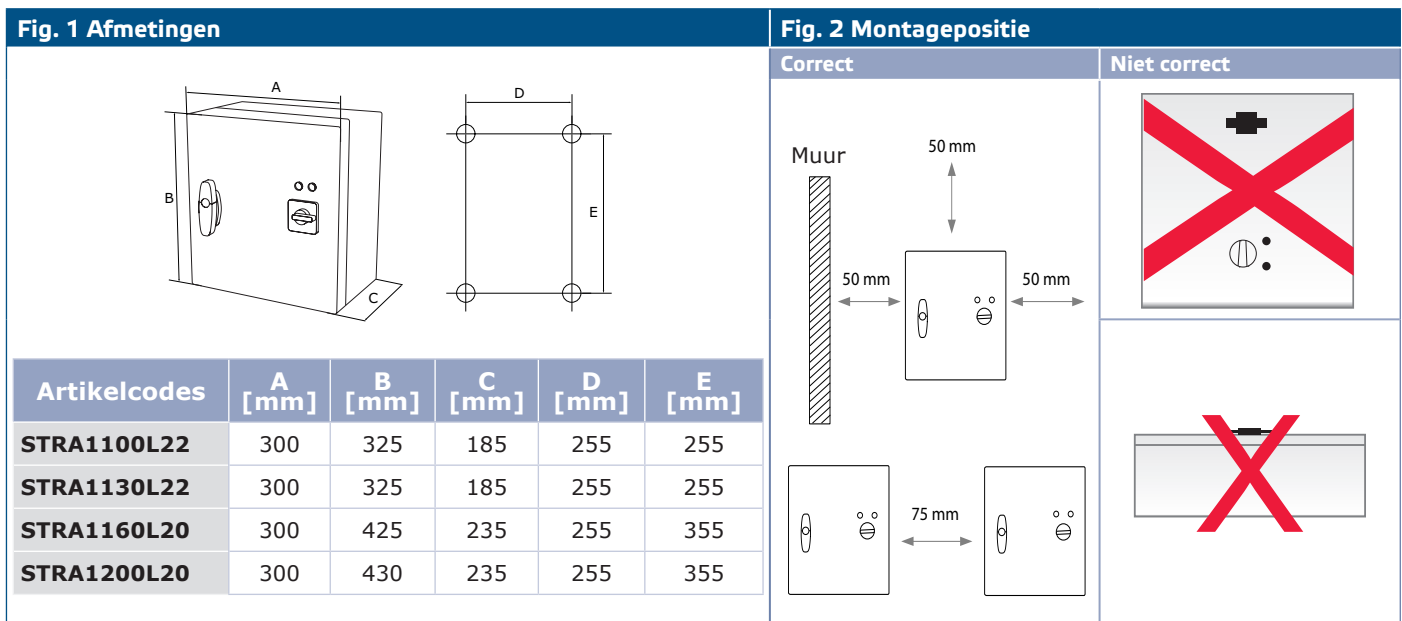 Fig. 1 Afmetingen
A
B
C
D
E
Artikelcodes A [mm] B [mm] C [mm] D [mm] E [mm]
STRA1100L22 300 325 185 255 255
STRA1130L22 300 325 185 255 255
STRA1160L20 300 425 235 255 355
STRA1200L20 300 430 235 255 355
Fig. 2 Montagepositie
Correct
Niet correct
Muur
50 mm
50 mm
50 mm
75 mm